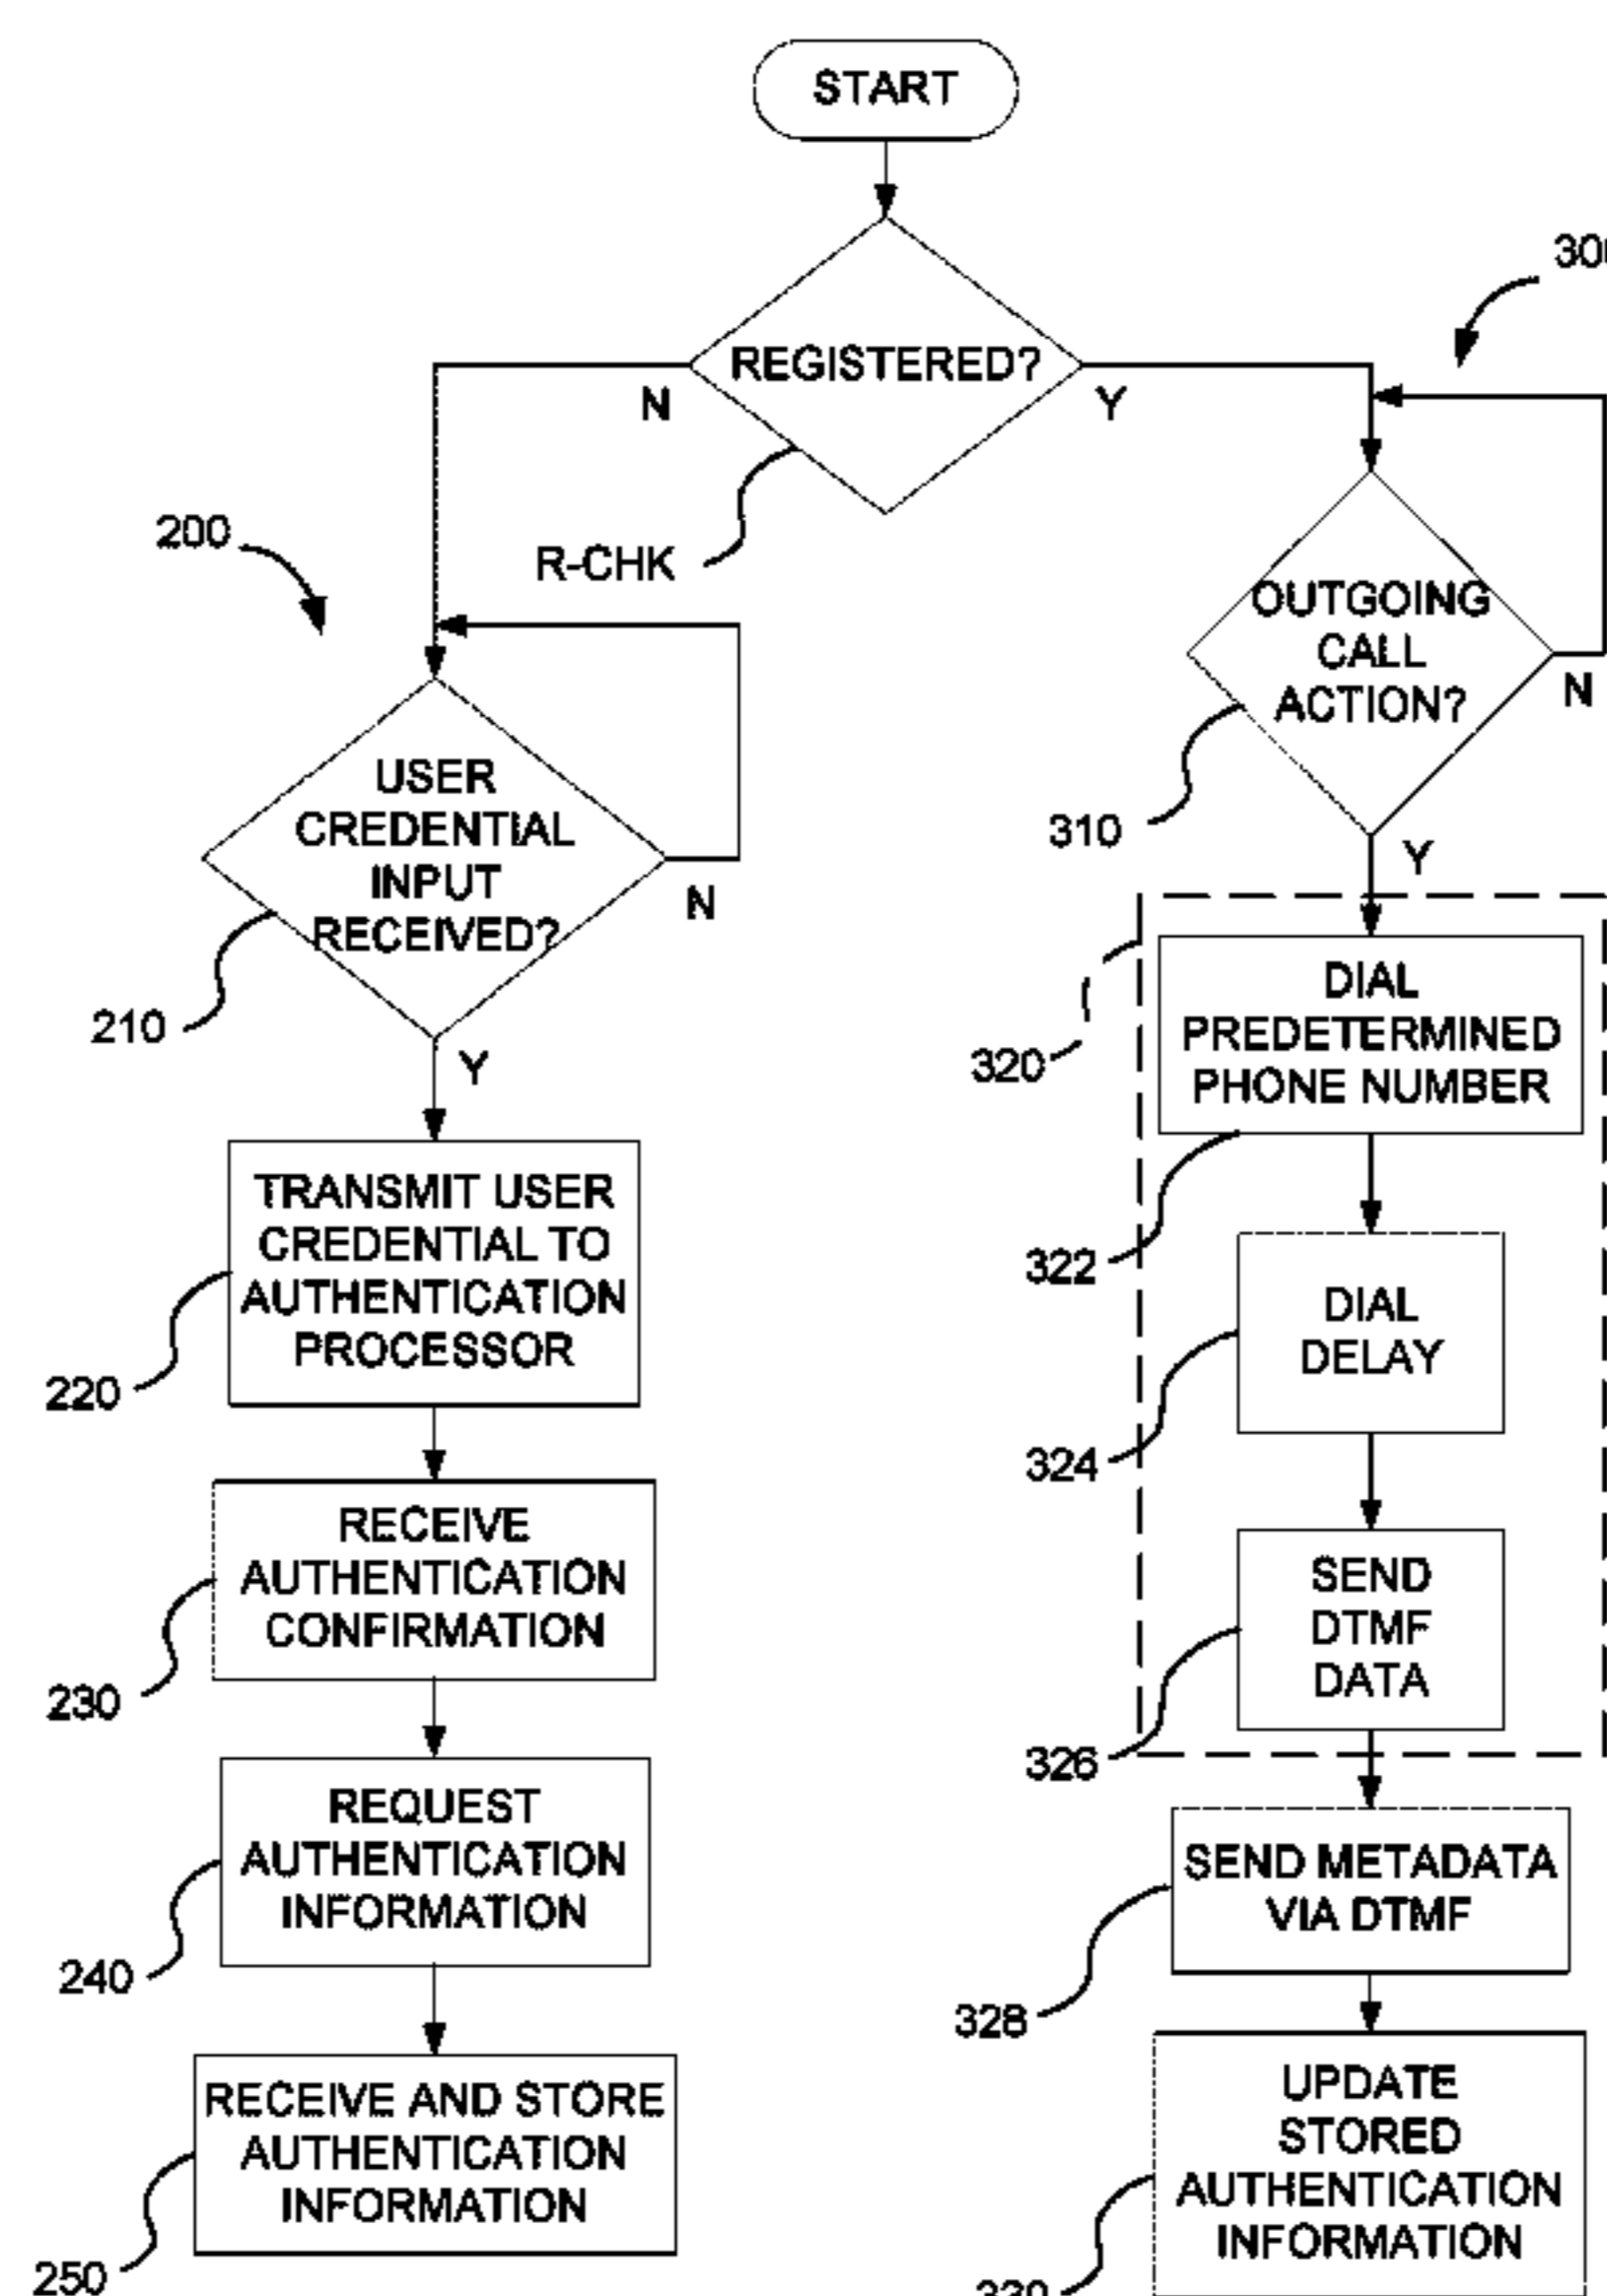 START
REGISTERED?
N
Y
R-CHK
200
USER
CREDENTIAL
INPUT
RECEIVED?
N
210
Y
TRANSMIT USER
CREDENTIAL TO
AUTHENTICATION
PROCESSOR
220
RECEIVE
AUTHENTICATION
CONFIRMATION
230
REQUEST
AUTHENTICATION
INFORMATION
240
RECEIVE AND STORE
AUTHENTICATION
INFORMATION
250
OUTGOING
CALL
ACTION?
N
310
Y
320
DIAL
PREDETERMINED
PHONE NUMBER
322
DIAL
DELAY
324
SEND
DTMF
DATA
326
SEND METADATA
VIA DTMF
328
UPDATE
STORED
AUTHENTICATION
INFORMATION